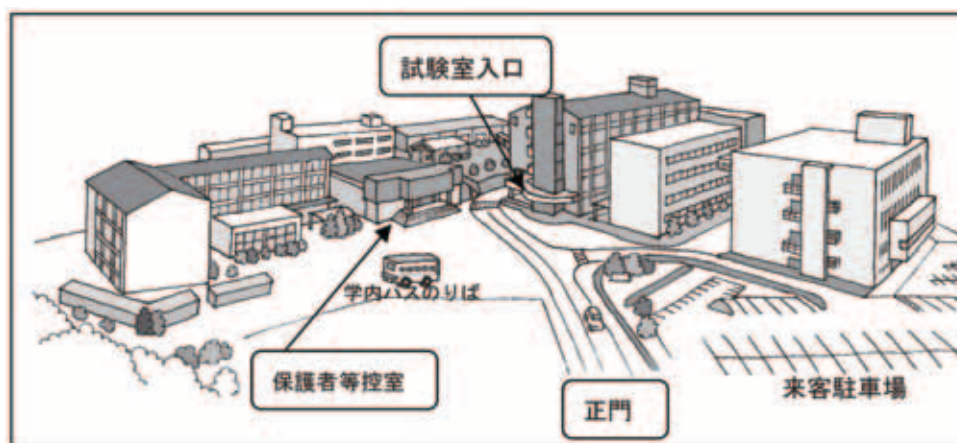 試験室入口
学内バスのりば
保護者等控室
正門
来客駐車場